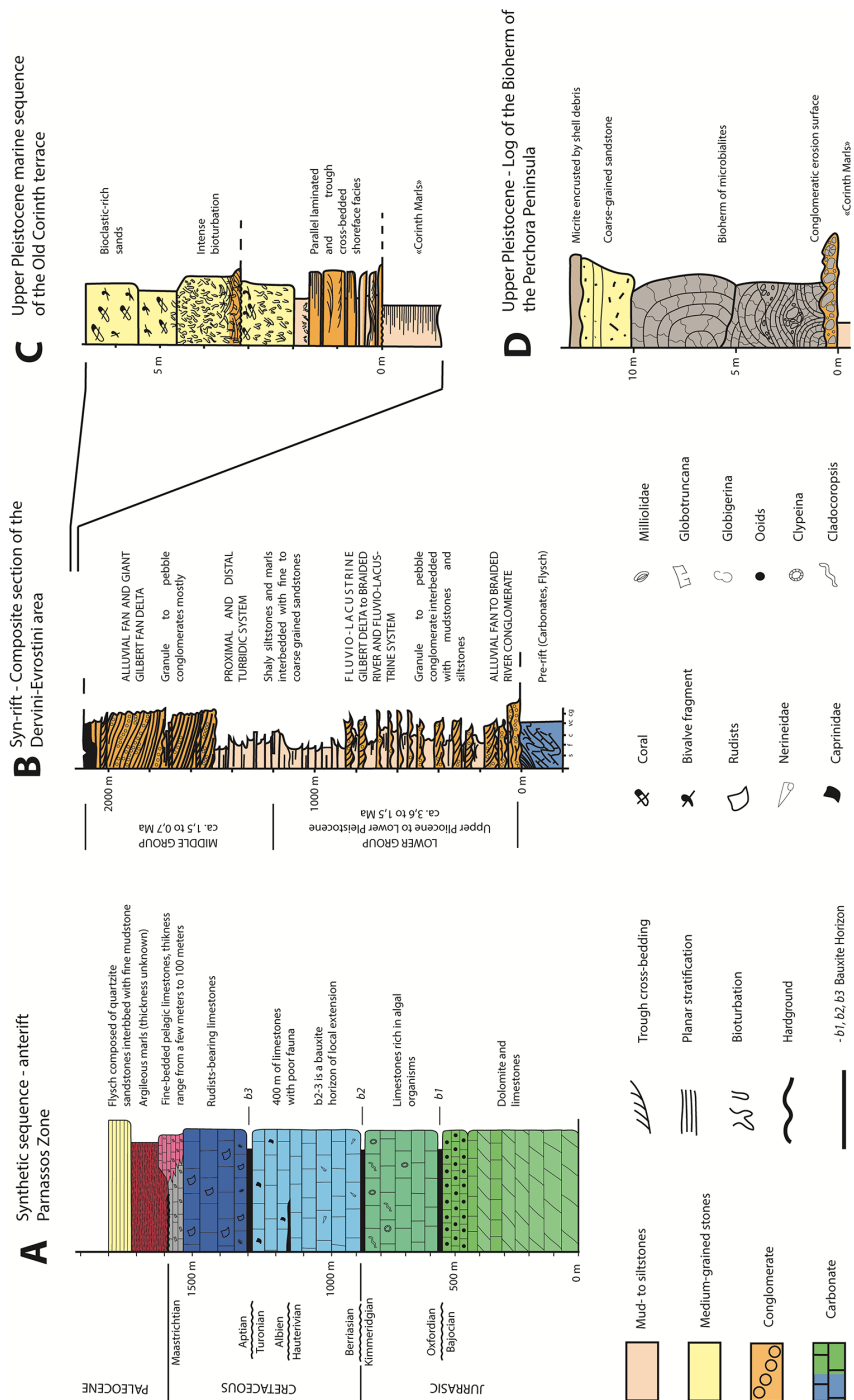 A
Synthetic sequence - anterift
Parnassos Zone
PALEOCENE
CRETACEOUS
JURRASIC
Maastrichtian
Aptian
Turonian
Albien
Hauterivian
Berriasian
Kimmeridgian
Oxfordian
Bajocian
1500 m
1000 m
500 m
0 m
Flysch composed of quartzite
sandstones interbbed with fine mudstone
Argileous marls (thickness unknown)
Fine-bedded pelagic limestones, thikness
range from a few meters to 100 meters
Rudists-bearing limestones
b3
400 m of limestones
with poor fauna
b2-3 is a bauxite
horizon of local extension
b2
Limestones rich in algal
organisms
b1
Dolomite and
limestones
B
Syn-rift - Composite section of the
Dervini-Evrostini area
MIDDLE GROUP
ca. 1,5 to 0,7 Ma
LOWER GROUP
Upper Pliocene to Lower Pleistocene
ca. 3,6 to 1,5 Ma
2000 m
1000 m
0 m
s f c vc cg
ALLUVIAL FAN AND GIANT
GILBERT FAN DELTA
Granule to pebble
conglomerates mostly
PROXIMAL AND DISTAL
TURBIDIC SYSTEM
Shaly siltstones and marls
interbedded with fine to
coarse grained sandstones
FLUVIO-LACUSTRINE
GILBERT DELTA to BRAIDED
RIVER AND FLUVIO-LACUS-
TRINE SYSTEM
Granule to pebble
conglomerate interbedded
with mudstones and
siltstones
ALLUVIAL FAN TO BRAIDED
RIVER CONGLOMERATE
Pre-rift (Carbonates, Flysch)
C
Upper Pleistocene marine sequence
of the Old Corinth terrace
5 m
0 m
Bioclastic-rich
sands
Intense
bioturbation
Parallel laminated
and trough
cross-bedded
shoreface facies
«Corinth Marls»
D
Upper Pleistocene - Log of the Bioherm of
the Perchora Peninsula
10 m
5 m
0 m
Micrite encrusted by shell debris
Coarse-grained sandstone
Bioherm of microbialites
Conglomeratic erosion surface
«Corinth Marls»
Mud- to siltstones
Medium-grained stones
Conglomerate
Carbonate
Trough cross-bedding
Planar stratification
Bioturbation
Hardground
- b1, b2, b3 Bauxite Horizon
Coral
Bivalve fragment
Rudists
Nerineidae
Caprinidae
Milliolidae
Globotruncana
Globigerina
Ooids
Clypeina
Cladocoropsis